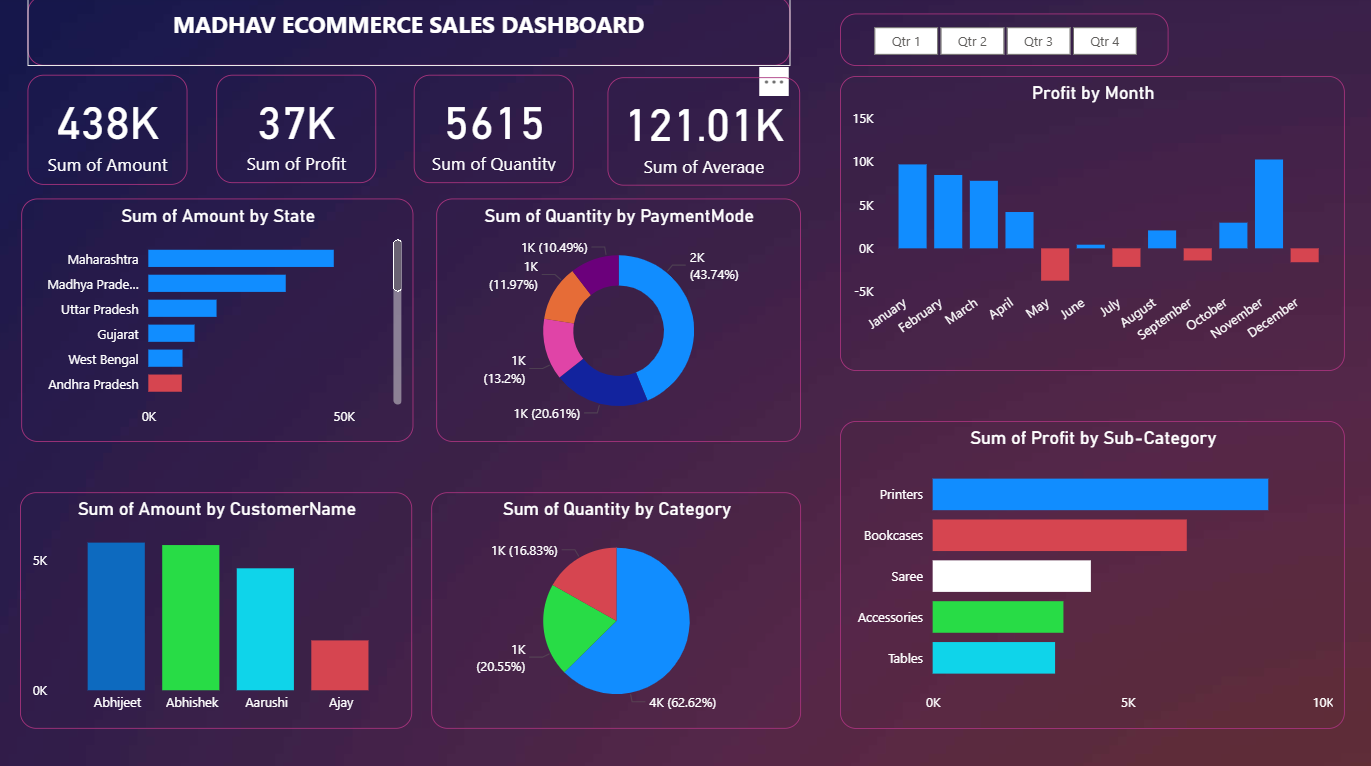 MADHAV ECOMMERCE SALES DASHBOARD
Qtr 1 Qtr 2 Qtr 3 Qtr 4
438K
Sum of Amount
37K
Sum of Profit
5615
Sum of Quantity
121.01K
Sum of Average
Profit by Month
15K
10K
5K
0K
-5K
January February March April May June July August September October November December
Sum of Amount by State
Maharashtra
Madhya Prade...
Uttar Pradesh
Gujarat
West Bengal
Andhra Pradesh
0K 50K
Sum of Quantity by PaymentMode
1K (10.49%)
2K
(43.74%)
1K
(11.97%)
1K
(13.2%)
1K (20.61%)
Sum of Profit by Sub-Category
Printers
Bookcases
Saree
Accessories
Tables
0K 5K 10K
Sum of Amount by CustomerName
5K
0K
Abhijeet Abhishek Aarushi Ajay
Sum of Quantity by Category
1K (16.83%)
1K
(20.55%)
4K (62.62%)